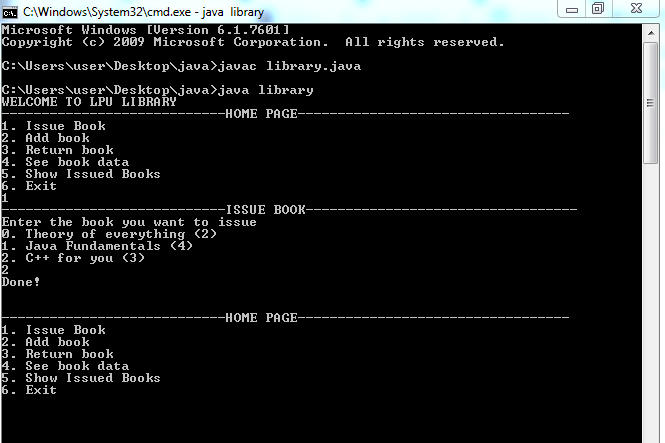 C:\Windows\System32\cmd.exe - java  library
Microsoft Windows [Version 6.1.7601]
Copyright (c) 2009 Microsoft Corporation.  All rights reserved.
C:\Users\user\Desktop\java>javac library.java
C:\Users\user\Desktop\java>java library
WELCOME TO LPU LIBRARY
----------------------------HOME PAGE----------------------------------
1. Issue Book
2. Add book
3. Return book
4. See book data
5. Show Issued Books
6. Exit
1
----------------------------ISSUE BOOK----------------------------------
Enter the book you want to issue
0. Theory of everything (2)
1. Java Fundamentals (4)
2. C++ for you (3)
2
Done!
----------------------------HOME PAGE----------------------------------
1. Issue Book
2. Add book
3. Return book
4. See book data
5. Show Issued Books
6. Exit